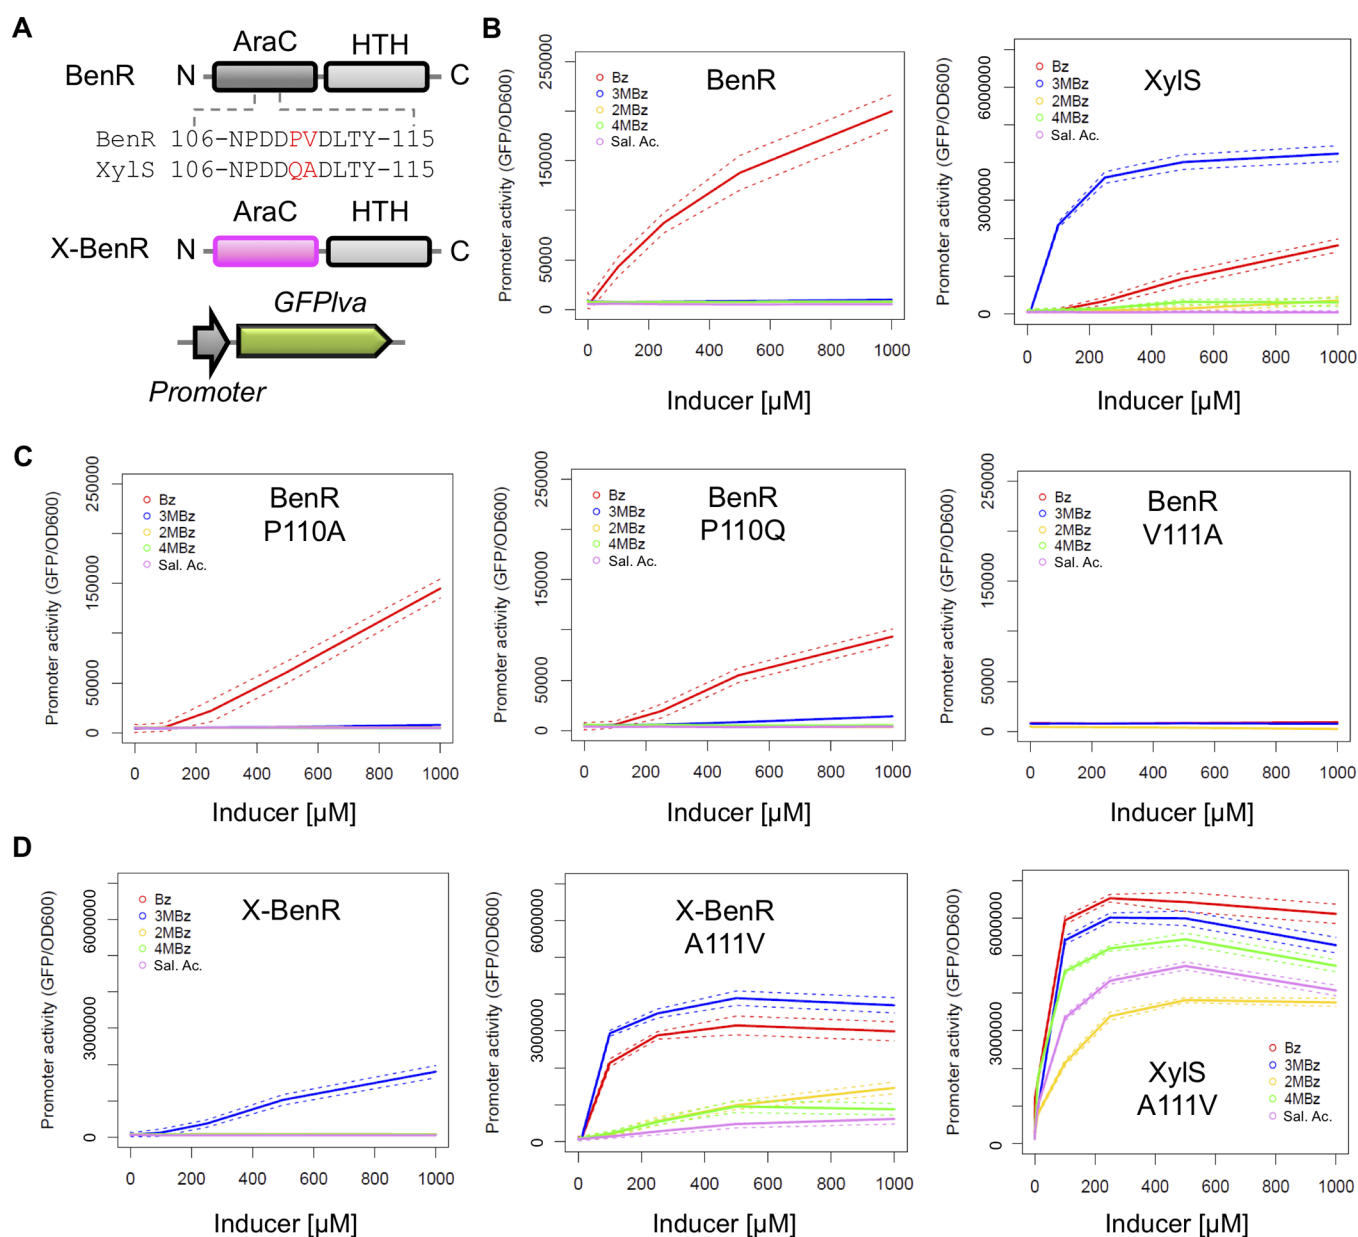 A
AraC
HTH
BenR
N
C
BenR 106-NPDDPVDLTY-115
XylS 106-NPDDQADLTY-115
AraC
HTH
X-BenR
N
C
GFPlva
Promoter
B
BenR
Bz
3MBz
2MBz
4MBz
Sal. Ac.
Promoter activity (GFP/OD600)
0 50000 150000 250000
0 200 400 600 800 1000
Inducer [µM]
XylS
Bz
3MBz
2MBz
4MBz
Sal. Ac.
Promoter activity (GFP/OD600)
0 3000000 6000000
0 200 400 600 800 1000
Inducer [µM]
C
BenR
P110A
Bz
3MBz
2MBz
4MBz
Sal. Ac.
Promoter activity (GFP/OD600)
0 50000 150000 250000
0 200 400 600 800 1000
Inducer [µM]
BenR
P110Q
Bz
3MBz
2MBz
4MBz
Sal. Ac.
Promoter activity (GFP/OD600)
0 50000 150000 250000
0 200 400 600 800 1000
Inducer [µM]
BenR
V111A
Bz
3MBz
2MBz
4MBz
Sal. Ac.
Promoter activity (GFP/OD600)
0 50000 150000 250000
0 200 400 600 800 1000
Inducer [µM]
D
X-BenR
Bz
3MBz
2MBz
4MBz
Sal. Ac.
Promoter activity (GFP/OD600)
0 3000000 6000000
0 200 400 600 800 1000
Inducer [µM]
X-BenR
A111V
Promoter activity (GFP/OD600)
0 3000000 6000000
0 200 400 600 800 1000
Inducer [µM]
XylS
A111V
Bz
3MBz
2MBz
4MBz
Sal. Ac.
Promoter activity (GFP/OD600)
0 3000000 6000000
0 200 400 600 800 1000
Inducer [µM]